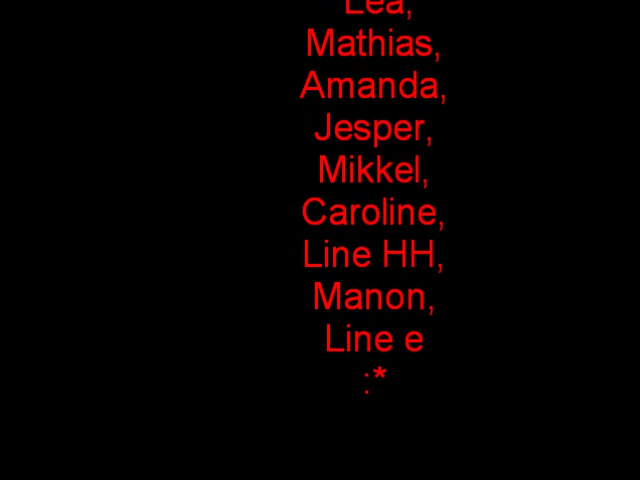 Lea,
Mathias,
Amanda,
Jesper,
Mikkel,
Caroline,
Line HH,
Manon,
Line e
:*